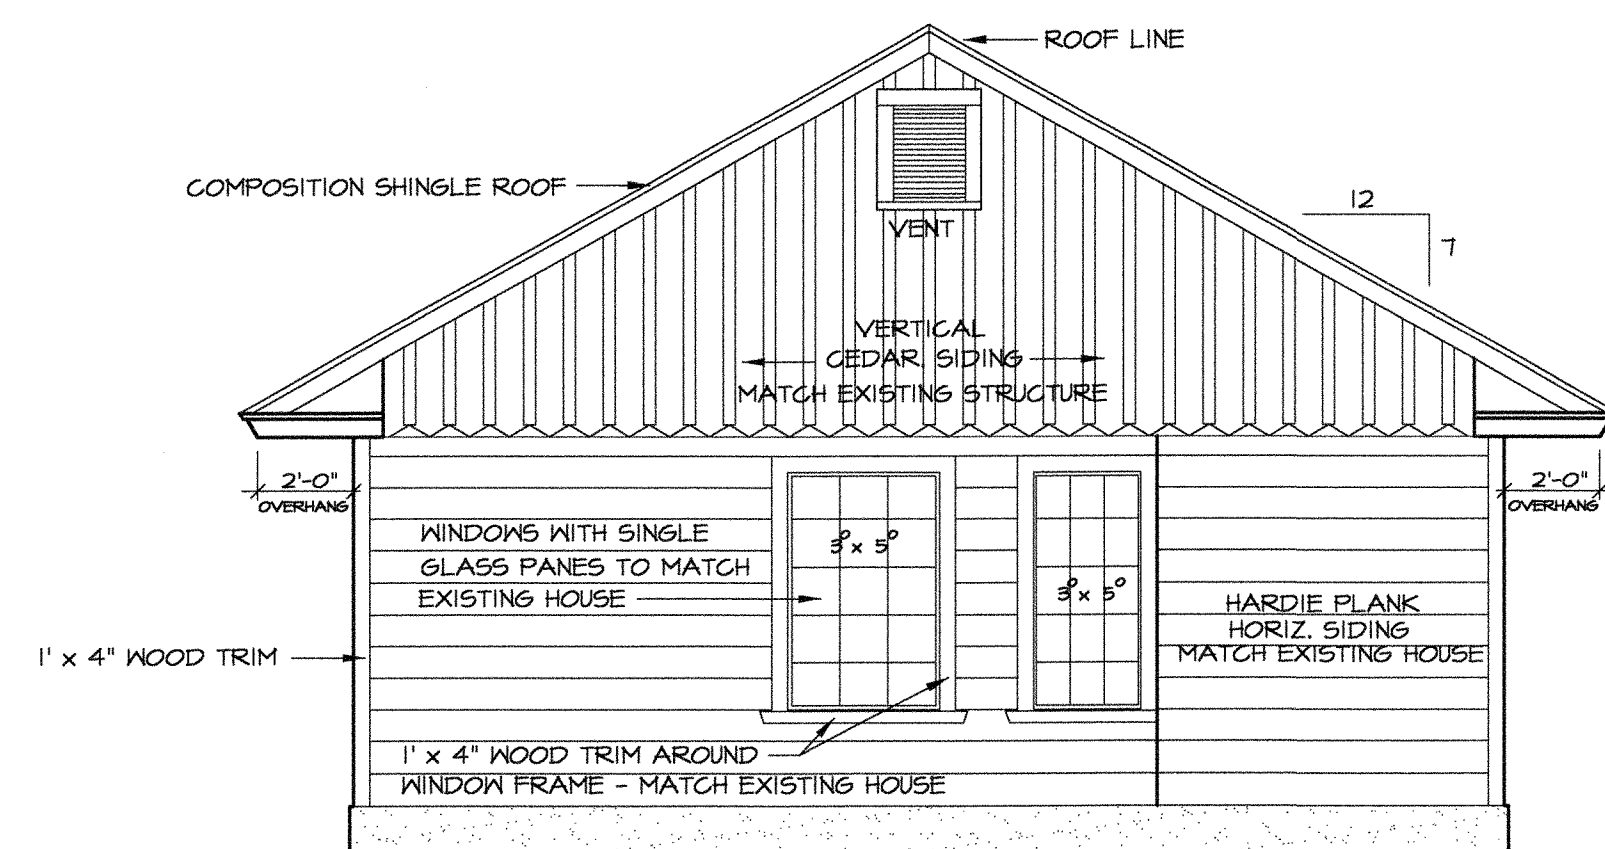 ROOF LINE
COMPOSITION SHINGLE ROOF
12
7
VENT
VERTICAL
CEDAR. SIDING
MATCH EXISTING STRUCTURE
2'-0"
OVERHANG
2'-0"
OVERHANG
WINDOWS WITH SINGLE
GLASS PANES TO MATCH
EXISTING HOUSE
3⁰ x 5⁰
3⁰ x 5⁰
HARDIE PLANK
HORIZ. SIDING
MATCH EXISTING HOUSE
1' x 4" WOOD TRIM
1' x 4" WOOD TRIM AROUND
WINDOW FRAME - MATCH EXISTING HOUSE